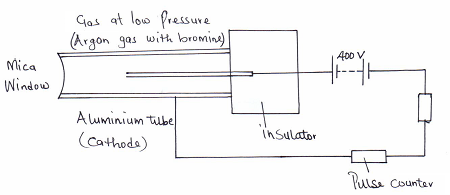 Gas at low Pressure
(Argon gas with bromine)
Mica
Window
400 V
Aluminium tube
(Cathode)
insulator
Pulse counter